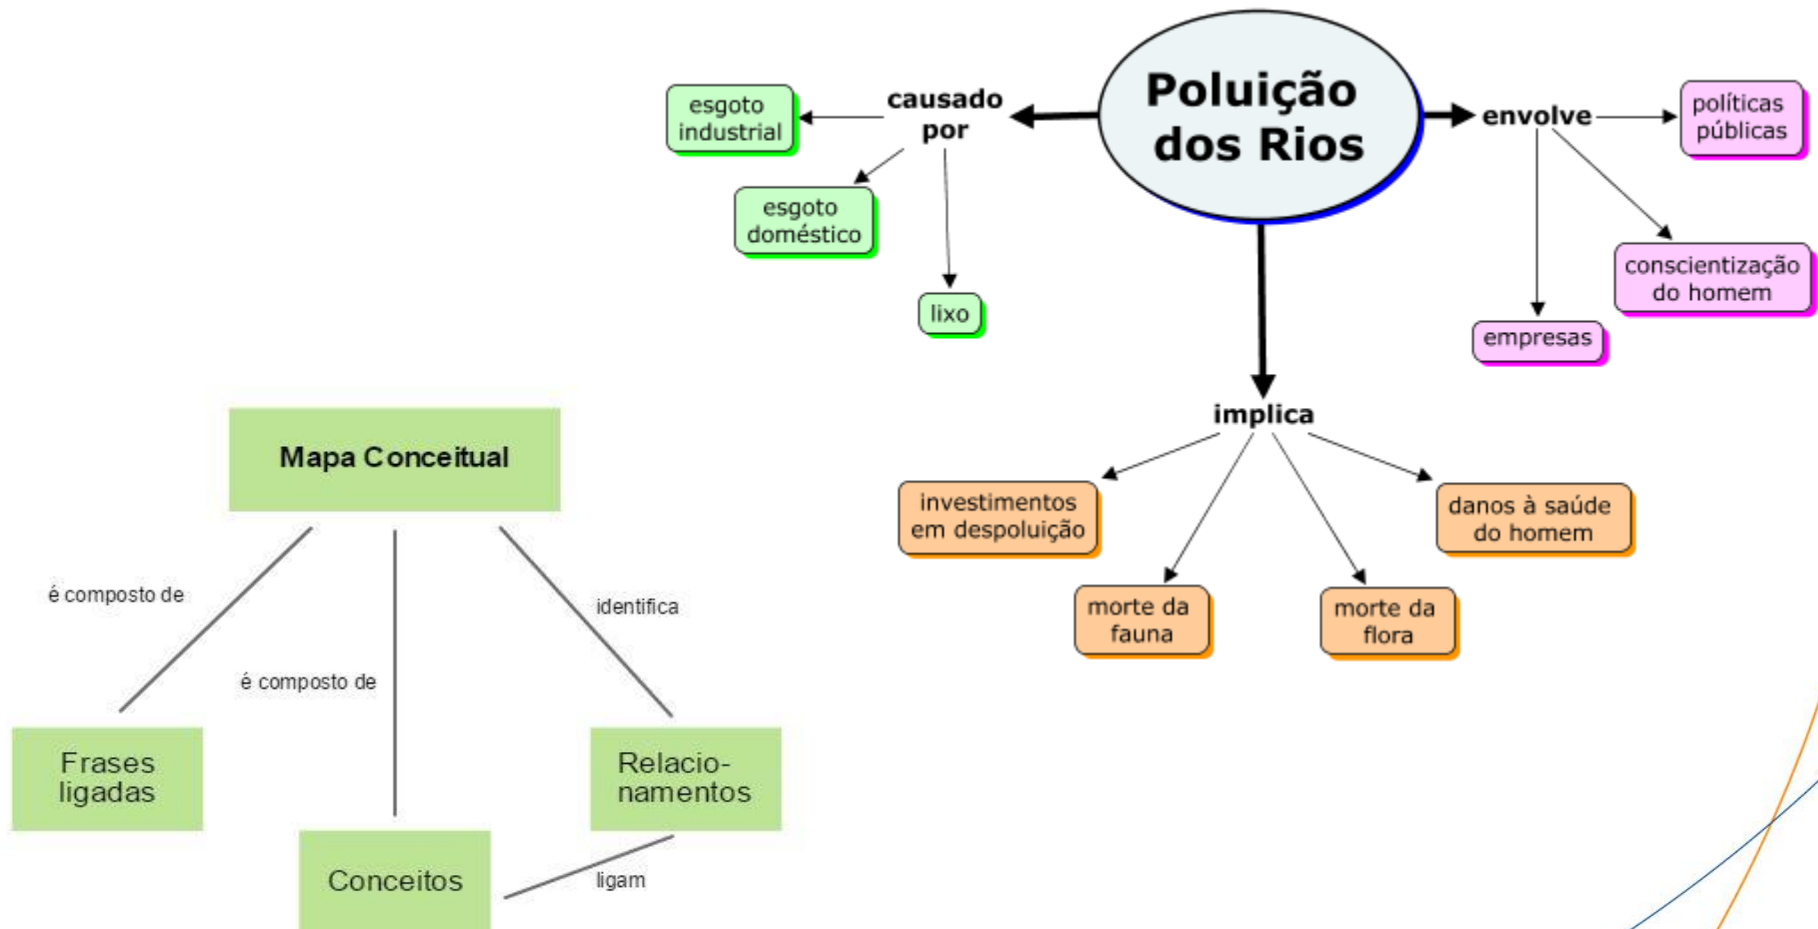 Poluição
dos Rios
causado
por
esgoto
industrial
esgoto
doméstico
lixo
envolve
políticas
públicas
conscientização
do homem
empresas
implica
investimentos
em despoluição
morte da
fauna
morte da
flora
danos à saúde
do homem
Mapa Conceitual
é composto de
é composto de
identifica
Frases
ligadas
Conceitos
Relacio-
namentos
ligam